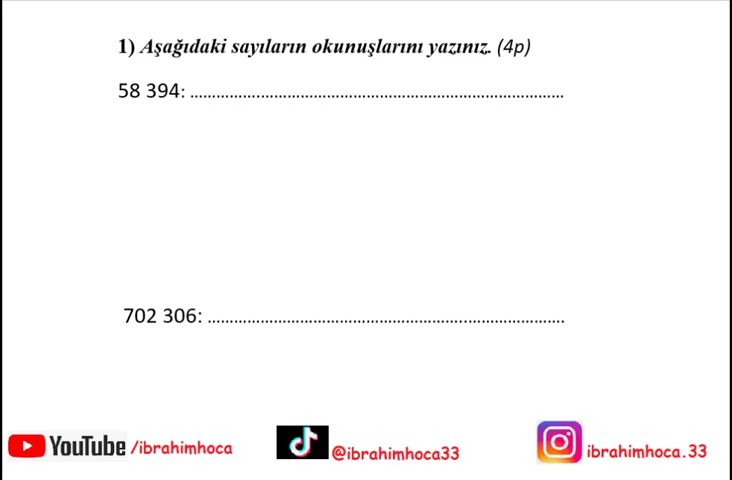 1) Aşağıdaki sayıların okunuşlarını yazınız. (4p)
58 394: ......................................................................................
702 306: ..................................................................................
YouTube /ibrahimhoca @ibrahimhoca33 ibrahimhoca.33